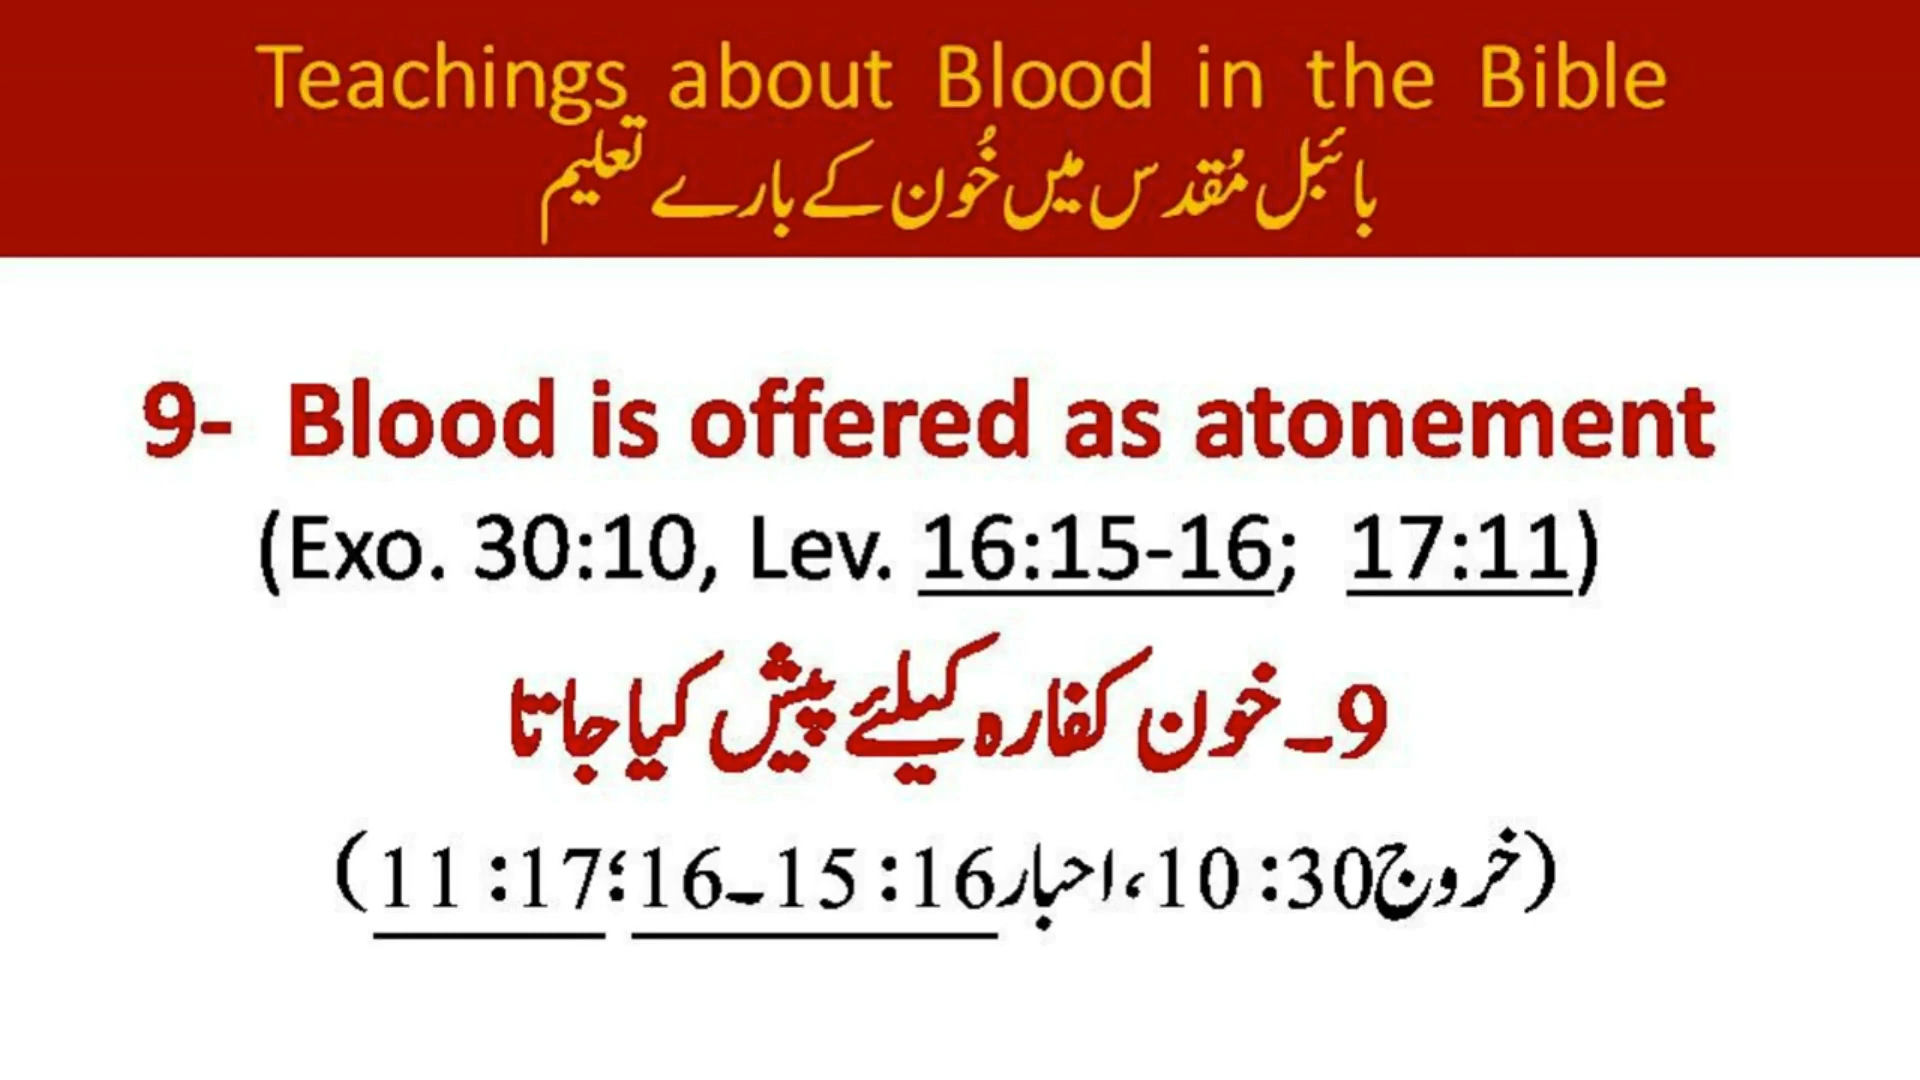 Teachings about Blood in the Bible
بائبل مُقدس میں خُون کے بارے تعلیم
9- Blood is offered as atonement
(Exo. 30:10, Lev. 16:15-16; 17:11)
9۔ خون کفارہ کیلئے پیش کیا جاتا
(خروج 30: 10، احبار 16: 15۔16؛ 17: 11)